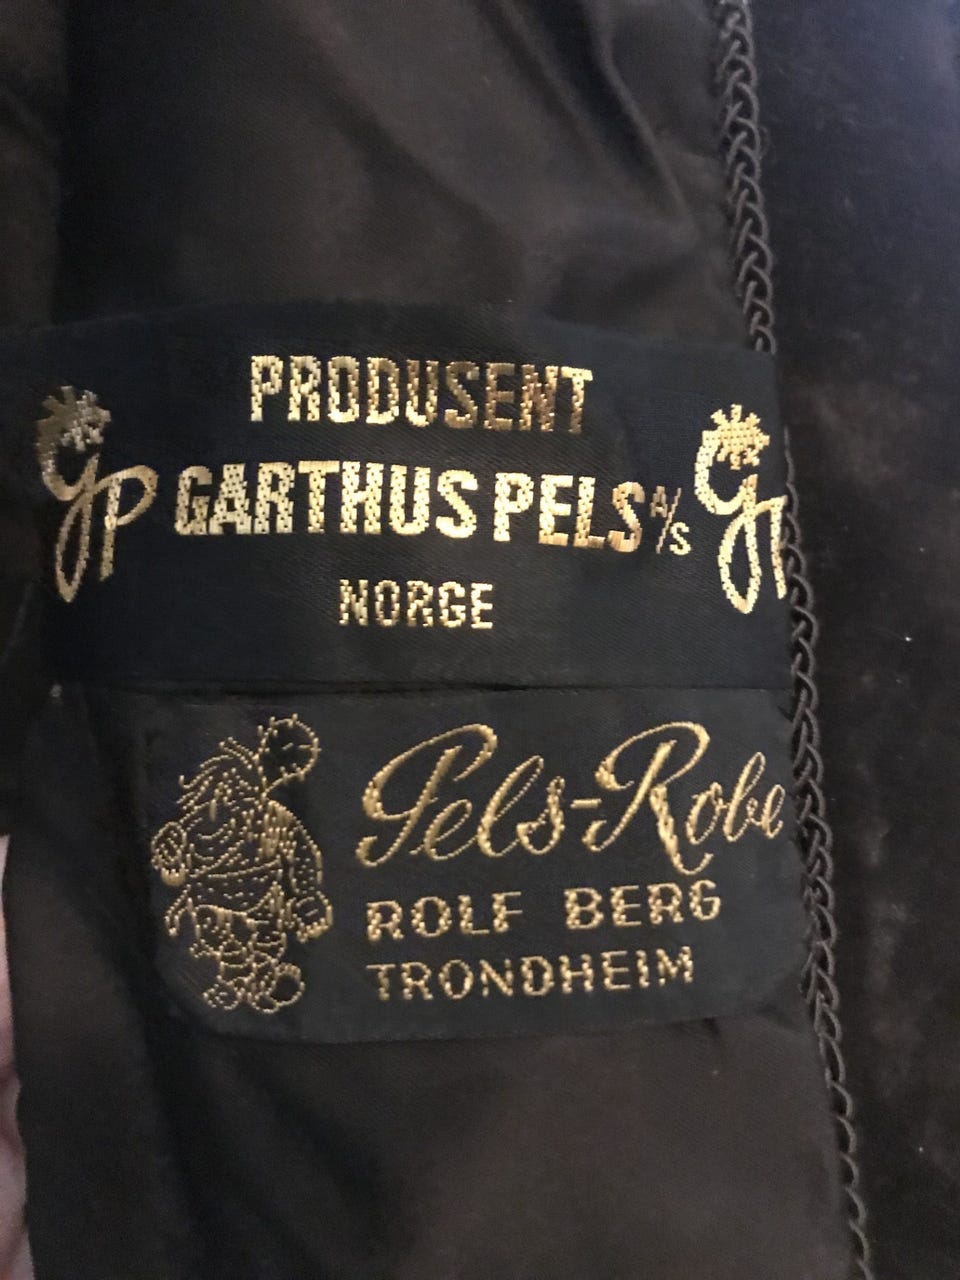 PRODUSENT
GP GARTHUS PELS A/S GP
NORGE
Pels-Robe
ROLF BERG
TRONDHEIM